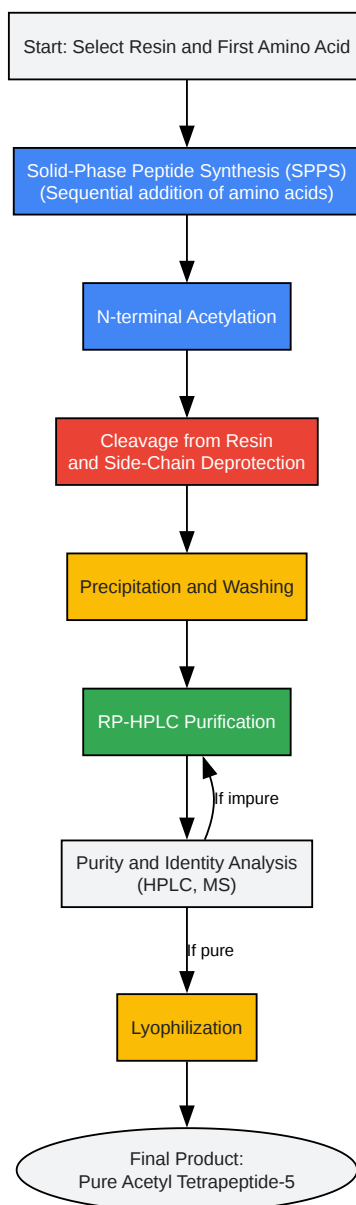 Start: Select Resin and First Amino Acid
Solid-Phase Peptide Synthesis (SPPS)
(Sequential addition of amino acids)
N-terminal Acetylation
Cleavage from Resin
and Side-Chain Deprotection
Precipitation and Washing
RP-HPLC Purification
If impure
Purity and Identity Analysis
(HPLC, MS)
If pure
Lyophilization
Final Product:
Pure Acetyl Tetrapeptide-5